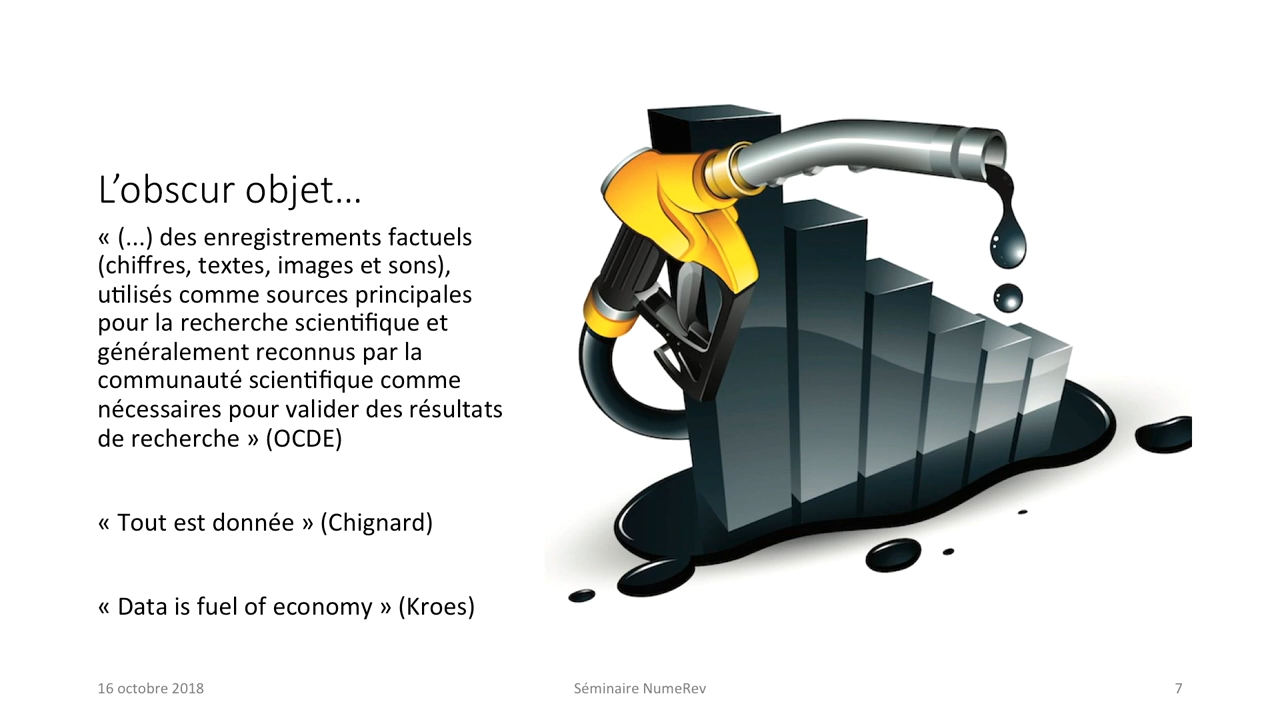 L’obscur objet...
« (...) des enregistrements factuels
(chiffres, textes, images et sons),
utilisés comme sources principales
pour la recherche scientifique et
généralement reconnus par la
communauté scientifique comme
nécessaires pour valider des résultats
de recherche » (OCDE)
« Tout est donnée » (Chignard)
« Data is fuel of economy » (Kroes)
16 octobre 2018
Séminaire NumeRev
7